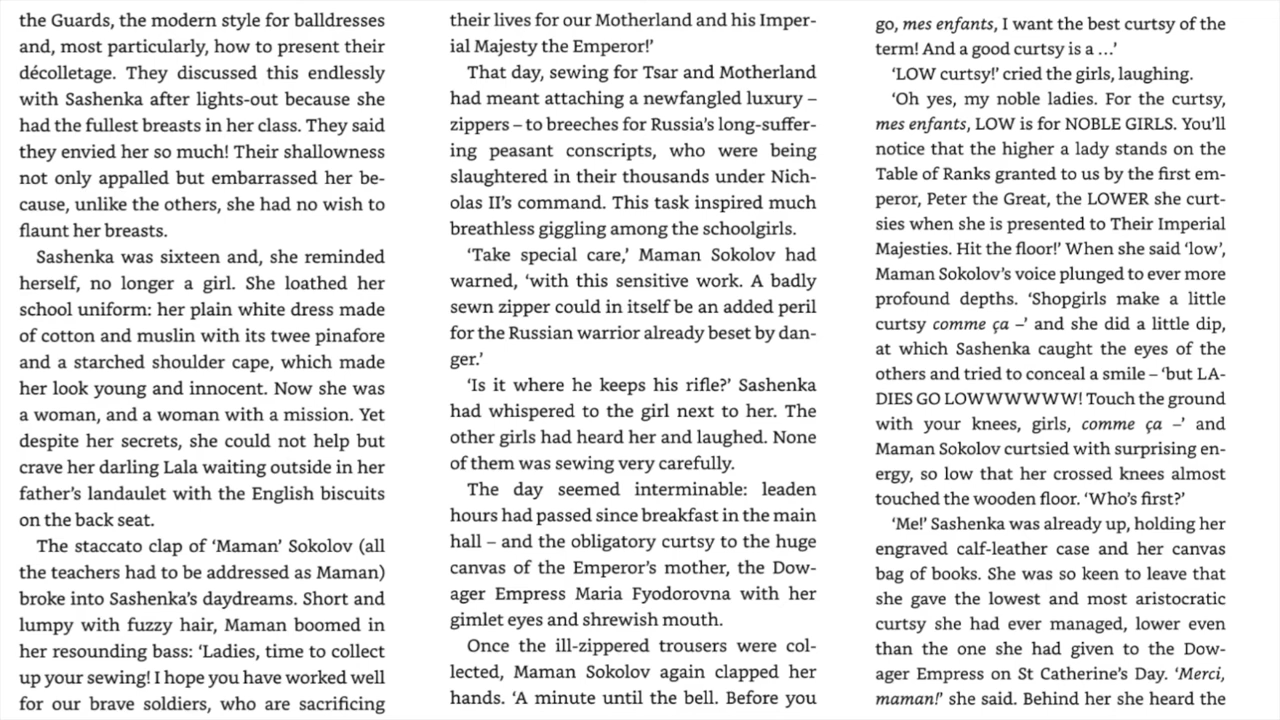 the Guards, the modern style for balldresses
and, most particularly, how to present their
décolletage. They discussed this endlessly
with Sashenka after lights-out because she
had the fullest breasts in her class. They said
they envied her so much! Their shallowness
not only appalled but embarrassed her be-
cause, unlike the others, she had no wish to
flaunt her breasts.
Sashenka was sixteen and, she reminded
herself, no longer a girl. She loathed her
school uniform: her plain white dress made
of cotton and muslin with its twee pinafore
and a starched shoulder cape, which made
her look young and innocent. Now she was
a woman, and a woman with a mission. Yet
despite her secrets, she could not help but
crave her darling Lala waiting outside in her
father’s landaulet with the English biscuits
on the back seat.
The staccato clap of ‘Maman’ Sokolov (all
the teachers had to be addressed as Maman)
broke into Sashenka’s daydreams. Short and
lumpy with fuzzy hair, Maman boomed in
her resounding bass: ‘Ladies, time to collect
up your sewing! I hope you have worked well
for our brave soldiers, who are sacrificing
their lives for our Motherland and his Imper-
ial Majesty the Emperor!’
That day, sewing for Tsar and Motherland
had meant attaching a newfangled luxury –
zippers – to breeches for Russia’s long-suffer-
ing peasant conscripts, who were being
slaughtered in their thousands under Nich-
olas II’s command. This task inspired much
breathless giggling among the schoolgirls.
‘Take special care,’ Maman Sokolov had
warned, ‘with this sensitive work. A badly
sewn zipper could in itself be an added peril
for the Russian warrior already beset by dan-
ger.’
‘Is it where he keeps his rifle?’ Sashenka
had whispered to the girl next to her. The
other girls had heard her and laughed. None
of them was sewing very carefully.
The day seemed interminable: leaden
hours had passed since breakfast in the main
hall – and the obligatory curtsy to the huge
canvas of the Emperor’s mother, the Dow-
ager Empress Maria Fyodorovna with her
gimlet eyes and shrewish mouth.
Once the ill-zippered trousers were col-
lected, Maman Sokolov again clapped her
hands. ‘A minute until the bell. Before you
go, mes enfants, I want the best curtsy of the
term! And a good curtsy is a …’
‘LOW curtsy!’ cried the girls, laughing.
‘Oh yes, my noble ladies. For the curtsy,
mes enfants, LOW is for NOBLE GIRLS. You’ll
notice that the higher a lady stands on the
Table of Ranks granted to us by the first em-
peror, Peter the Great, the LOWER she curt-
sies when she is presented to Their Imperial
Majesties. Hit the floor!’ When she said ‘low’,
Maman Sokolov’s voice plunged to ever more
profound depths. ‘Shopgirls make a little
curtsy comme ça –’ and she did a little dip,
at which Sashenka caught the eyes of the
others and tried to conceal a smile – ‘but LA-
DIES GO LOWWWWWW! Touch the ground
with your knees, girls, comme ça –’ and
Maman Sokolov curtsied with surprising en-
ergy, so low that her crossed knees almost
touched the wooden floor. ‘Who’s first?’
‘Me!’ Sashenka was already up, holding her
engraved calf-leather case and her canvas
bag of books. She was so keen to leave that
she gave the lowest and most aristocratic
curtsy she had ever managed, lower even
than the one she had given to the Dow-
ager Empress on St Catherine’s Day. ‘Merci,
maman!’ she said. Behind her she heard the